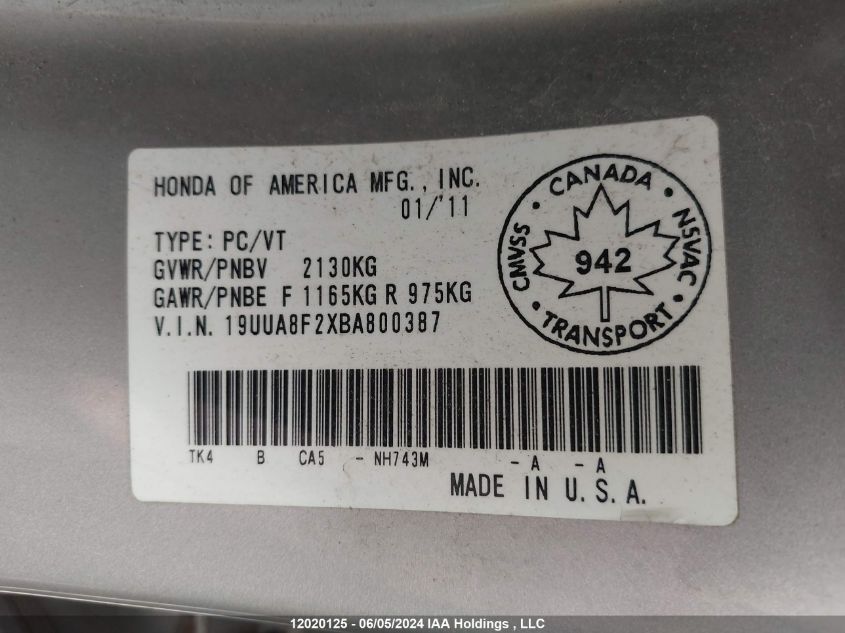 HONDA OF AMERICA MFG., INC.
01/'11
TYPE: PC/VT
GVWR/PNBV 2130KG
GAWR/PNBE F 1165KG R 975KG
V.I.N. 19UUA8F2XBA800387
CANADA
CMVSS
942
NSVAC
TRANSPORT
TK4 B CA5 - NH743M - A - A
MADE IN U.S.A.
12020125 - 06/05/2024 IAA Holdings , LLC